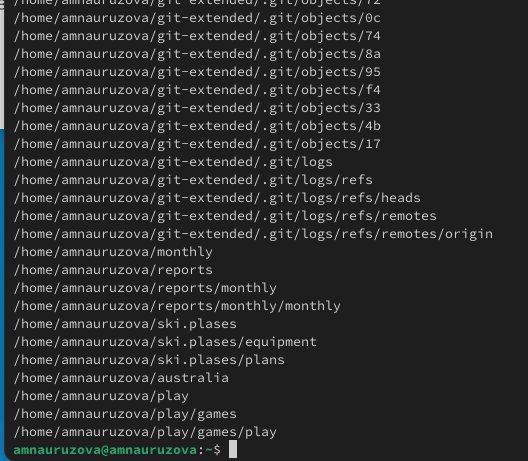 /home/amnauruzova/git-extended/.git/objects/72
/home/amnauruzova/git-extended/.git/objects/0c
/home/amnauruzova/git-extended/.git/objects/74
/home/amnauruzova/git-extended/.git/objects/8a
/home/amnauruzova/git-extended/.git/objects/95
/home/amnauruzova/git-extended/.git/objects/f4
/home/amnauruzova/git-extended/.git/objects/33
/home/amnauruzova/git-extended/.git/objects/4b
/home/amnauruzova/git-extended/.git/objects/17
/home/amnauruzova/git-extended/.git/logs
/home/amnauruzova/git-extended/.git/logs/refs
/home/amnauruzova/git-extended/.git/logs/refs/heads
/home/amnauruzova/git-extended/.git/logs/refs/remotes
/home/amnauruzova/git-extended/.git/logs/refs/remotes/origin
/home/amnauruzova/monthly
/home/amnauruzova/reports
/home/amnauruzova/reports/monthly
/home/amnauruzova/reports/monthly/monthly
/home/amnauruzova/ski.plases
/home/amnauruzova/ski.plases/equipment
/home/amnauruzova/ski.plases/plans
/home/amnauruzova/australia
/home/amnauruzova/play
/home/amnauruzova/play/games
/home/amnauruzova/play/games/play
amnauruzova@amnauruzova:~$